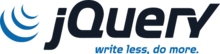 jQuery
write less, do more.